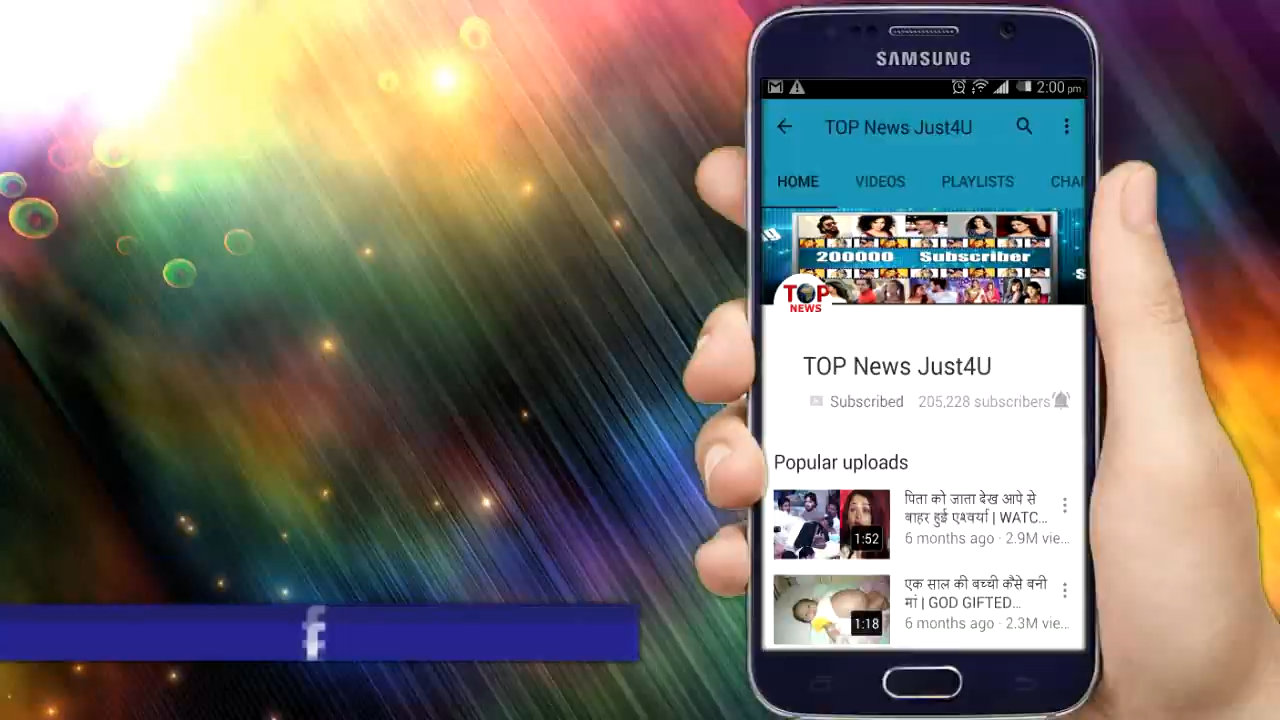 SAMSUNG
2:00 pm
TOP News Just4U
HOME VIDEOS PLAYLISTS CHA
200000 Subscriber
TOP
NEWS
TOP News Just4U
Subscribed 205,228 subscribers
Popular uploads
पिता को जाता देख आपे से
बाहर हुई एश्वर्या | WATC...
1:52
6 months ago · 2.9M vie...
एक साल की बच्ची कैसे बनी
मां | GOD GIFTED...
1:18
6 months ago · 2.3M vie...
f